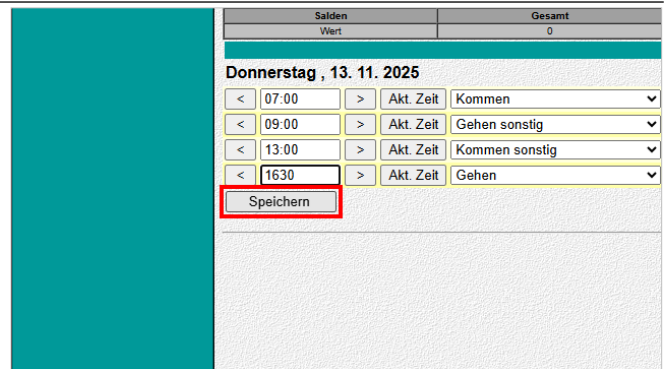 Salden Gesamt
Wert 0
Donnerstag , 13. 11. 2025
< 07:00 > Akt. Zeit Kommen
< 09:00 > Akt. Zeit Gehen sonstig
< 13:00 > Akt. Zeit Kommen sonstig
< 1630 > Akt. Zeit Gehen
Speichern